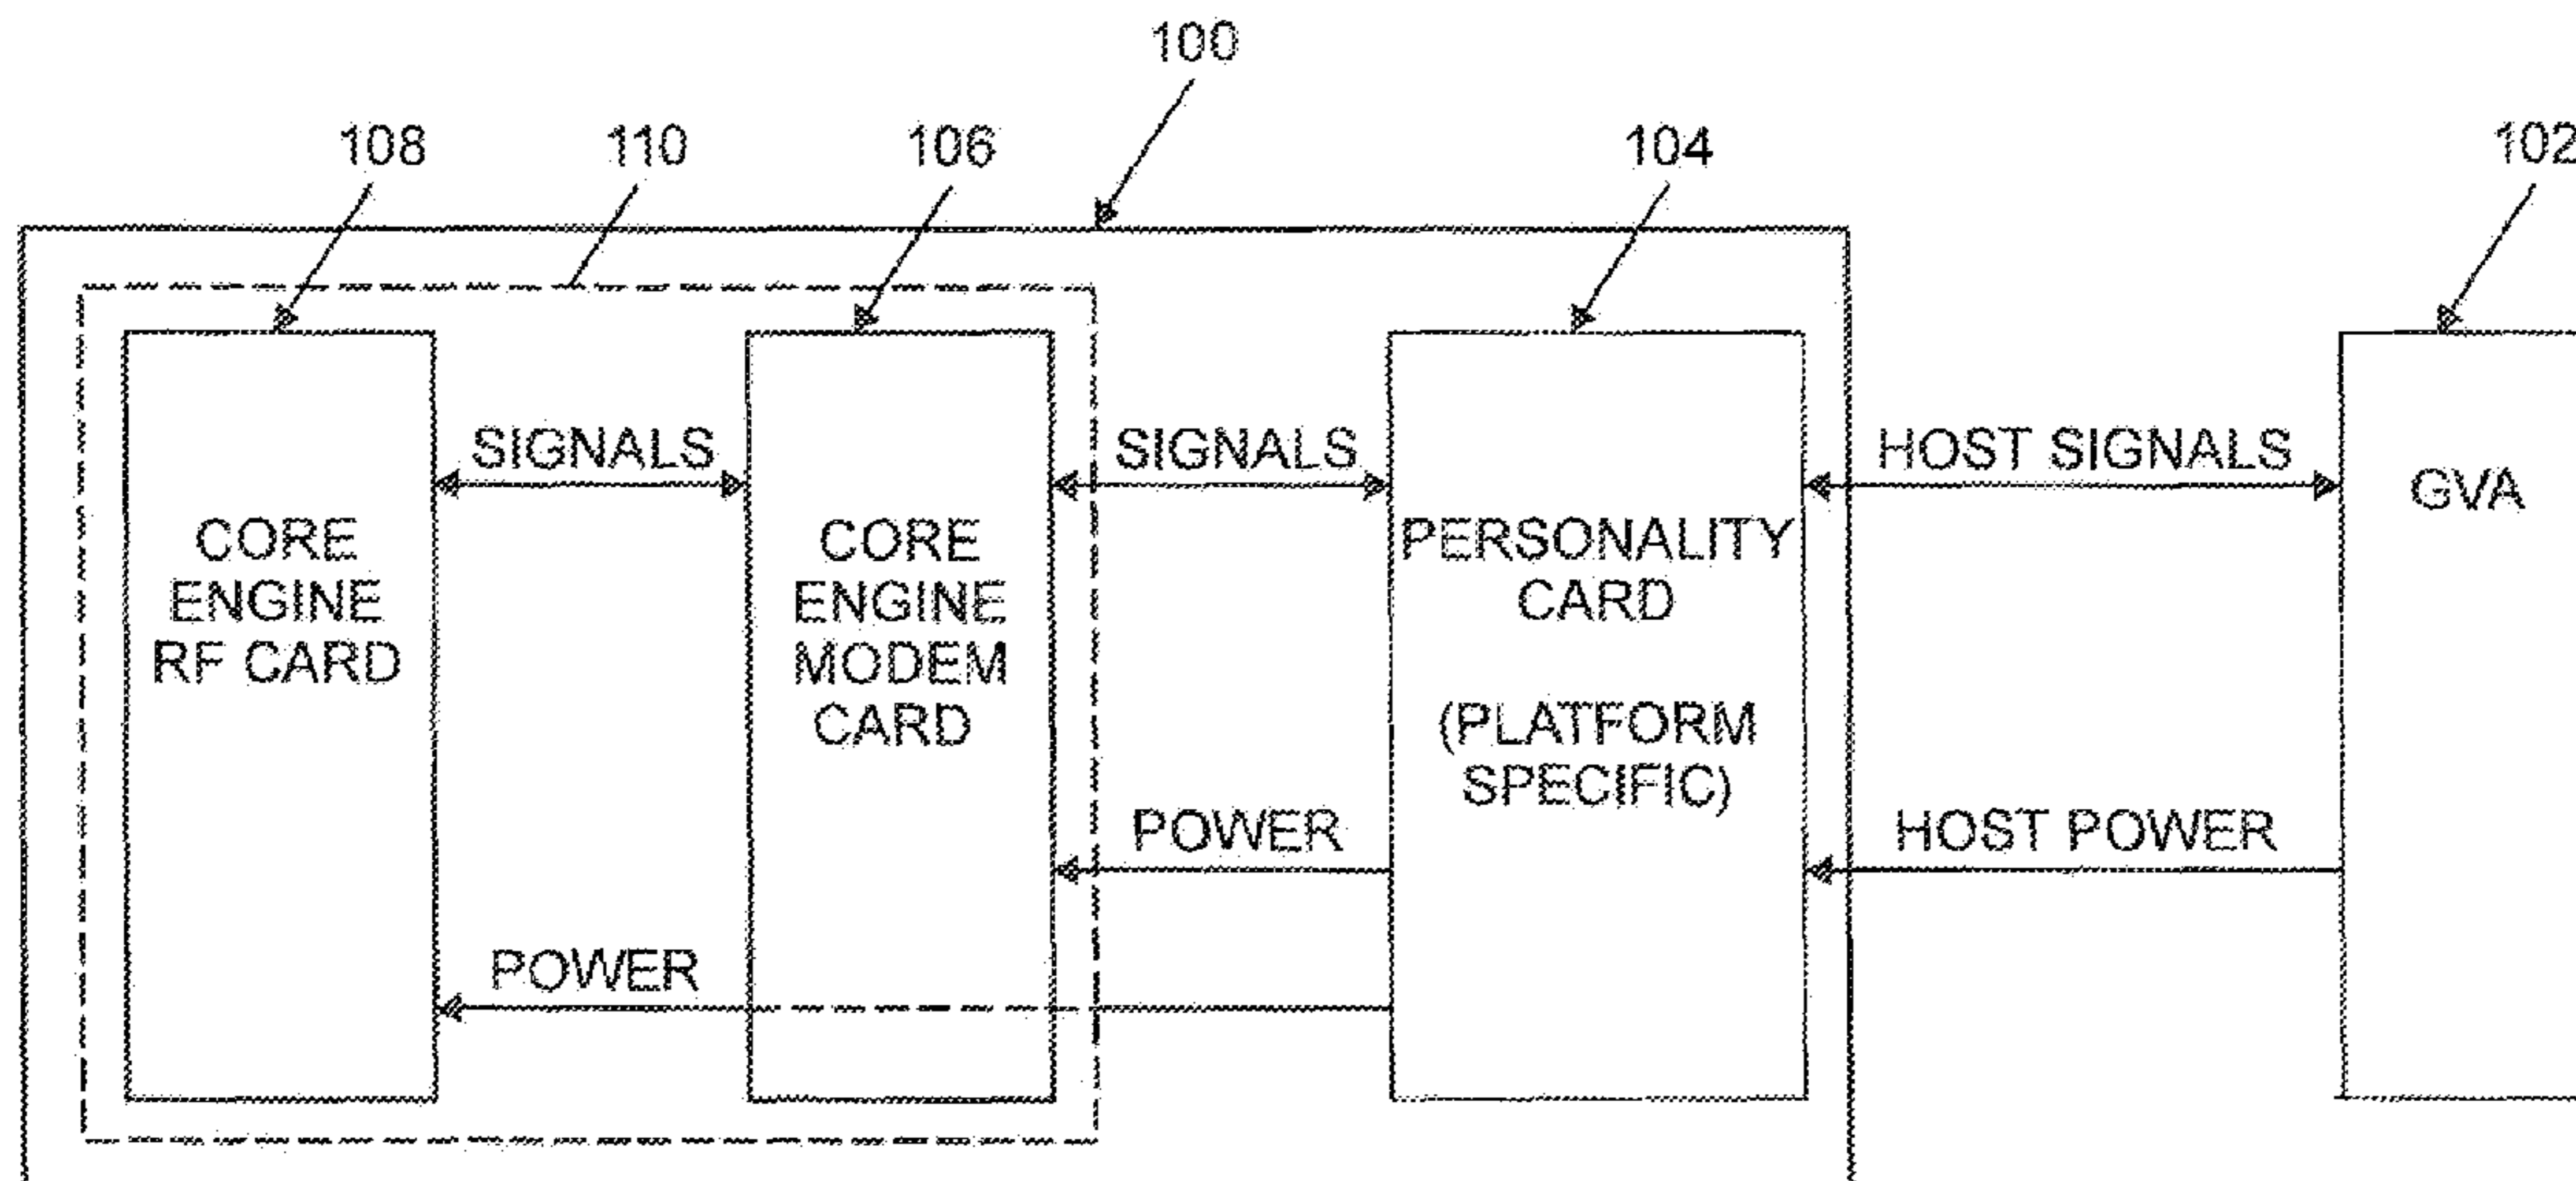 100
108
110
106
104
102
SIGNALS
SIGNALS
HOST SIGNALS
GVA
CORE
ENGINE
RF CARD
CORE
ENGINE
MODEM
CARD
PERSONALITY
CARD
(PLATFORM
SPECIFIC)
POWER
HOST POWER
POWER